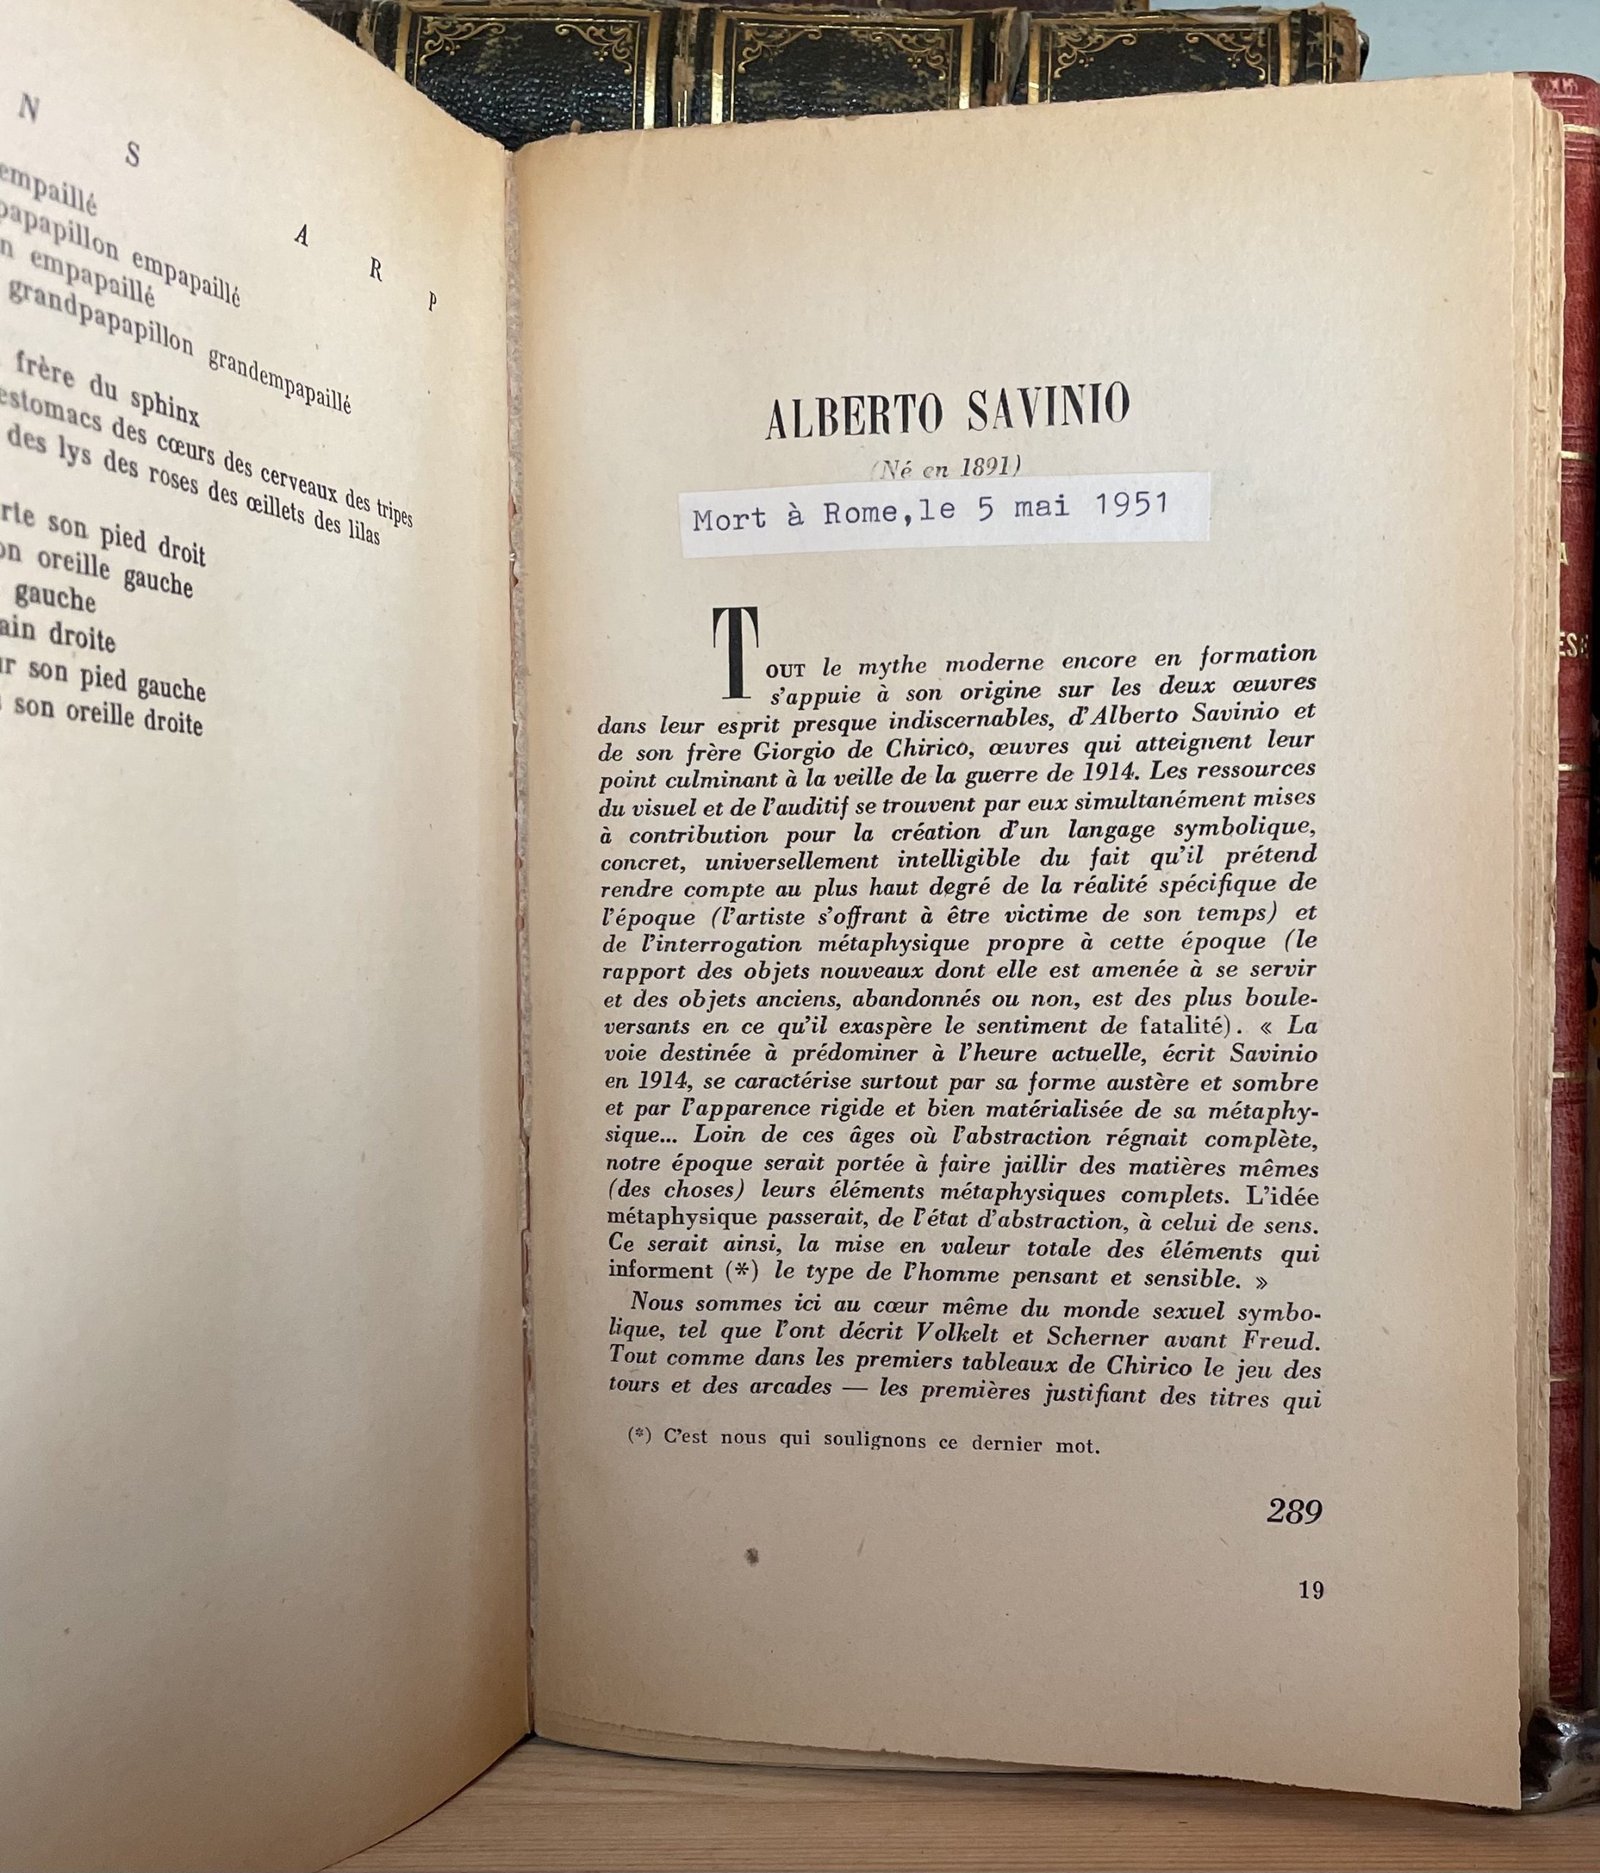 N S A R P
empaillé
papapillon empapaillé
empapaillé
grandpapapillon grandempapaillé
frère du sphinx
estomacs des cœurs des cerveaux des tripes
des lys des roses des œillets des lilas
son pied droit
oreille gauche
gauche
droite
son pied gauche
son oreille droite
ALBERTO SAVINIO
(Né en 1891)
Mort à Rome, le 5 mai 1951
TOUT le mythe moderne encore en formation
s'appuie à son origine sur les deux œuvres
dans leur esprit presque indiscernables, d'Alberto Savinio et
de son frère Giorgio de Chirico, œuvres qui atteignent leur
point culminant à la veille de la guerre de 1914. Les ressources
du visuel et de l'auditif se trouvent par eux simultanément mises
à contribution pour la création d'un langage symbolique,
concret, universellement intelligible du fait qu'il prétend
rendre compte au plus haut degré de la réalité spécifique de
l'époque (l'artiste s'offrant à être victime de son temps) et
de l'interrogation métaphysique propre à cette époque (le
rapport des objets nouveaux dont elle est amenée à se servir
et des objets anciens, abandonnés ou non, est des plus boule-
versants en ce qu'il exaspère le sentiment de fatalité). « La
voie destinée à prédominer à l'heure actuelle, écrit Savinio
en 1914, se caractérise surtout par sa forme austère et sombre
et par l'apparence rigide et bien matérialisée de sa métaphy-
sique... Loin de ces âges où l'abstraction régnait complète,
notre époque serait portée à faire jaillir des matières mêmes
(des choses) leurs éléments métaphysiques complets. L'idée
métaphysique passerait, de l'état d'abstraction, à celui de sens.
Ce serait ainsi, la mise en valeur totale des éléments qui
informent (*) le type de l'homme pensant et sensible. »
Nous sommes ici au cœur même du monde sexuel symbo-
lique, tel que l'ont décrit Volkelt et Scherner avant Freud.
Tout comme dans les premiers tableaux de Chirico le jeu des
tours et des arcades — les premières justifiant des titres qui
(*) C'est nous qui soulignons ce dernier mot.
289
19